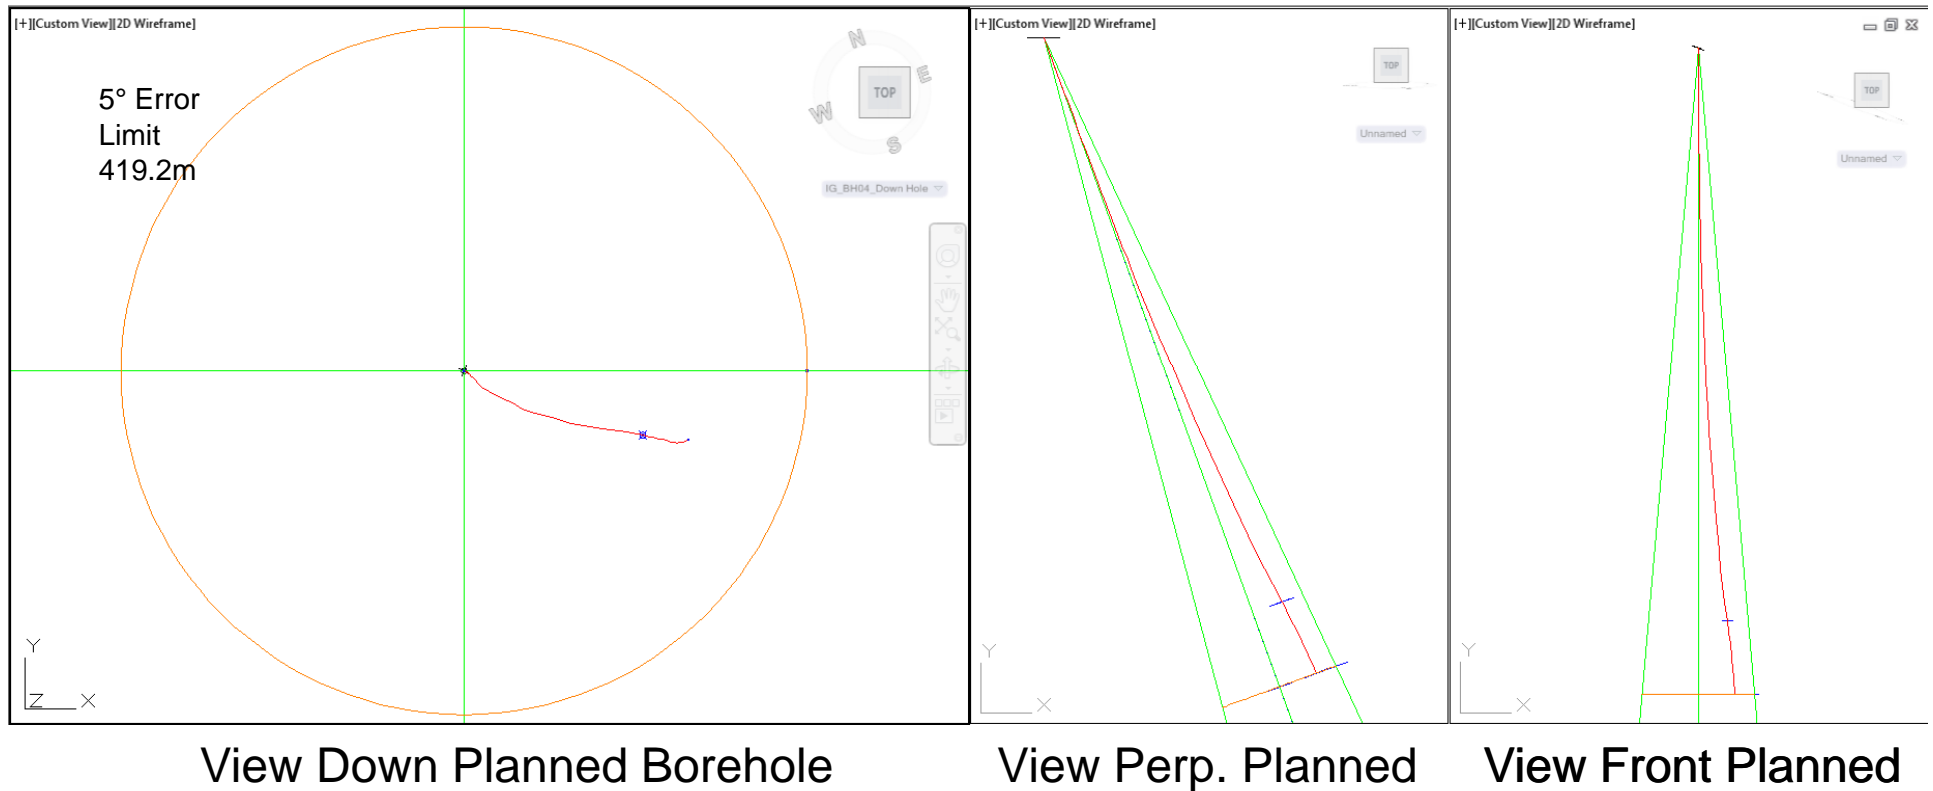 [+][Custom View][2D Wireframe]
5° Error
Limit
419.2m
N
E
W
S
TOP
IG_BH04_Down Hole
Y
Z
X
View Down Planned Borehole
[+][Custom View][2D Wireframe]
TOP
Unnamed
Y
X
View Perp. Planned
[+][Custom View][2D Wireframe]
TOP
Unnamed
Y
X
View Front Planned